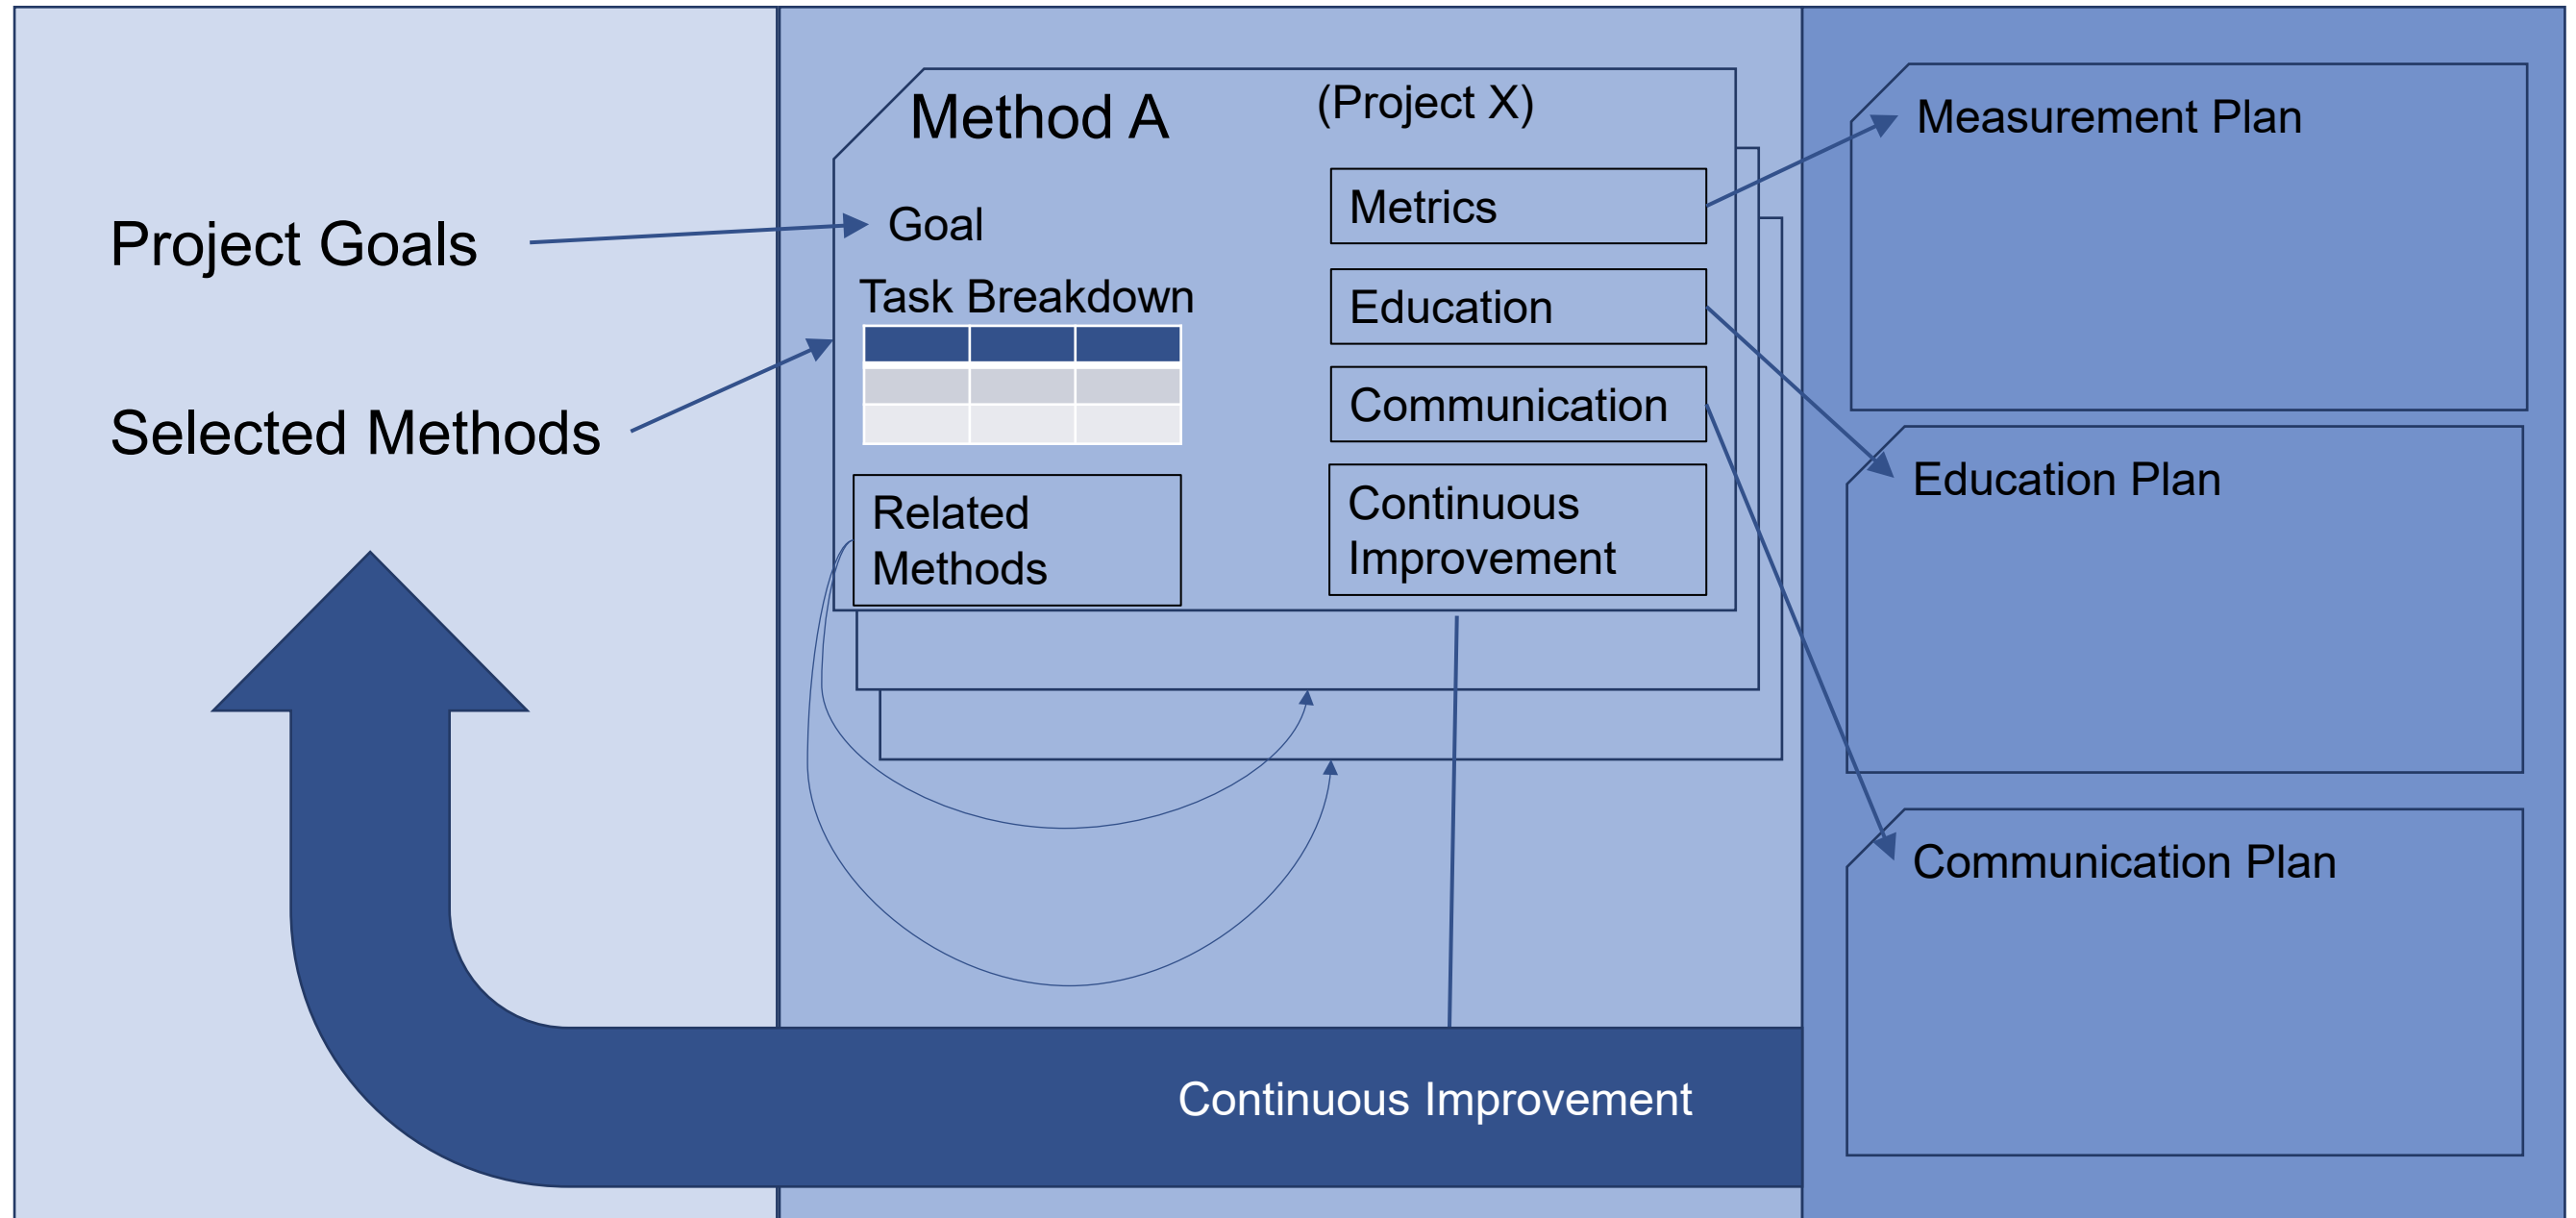 Project Goals
Selected Methods
Method A
(Project X)
Goal
Task Breakdown
Related
Methods
Metrics
Education
Communication
Continuous
Improvement
Measurement Plan
Education Plan
Communication Plan
Continuous Improvement